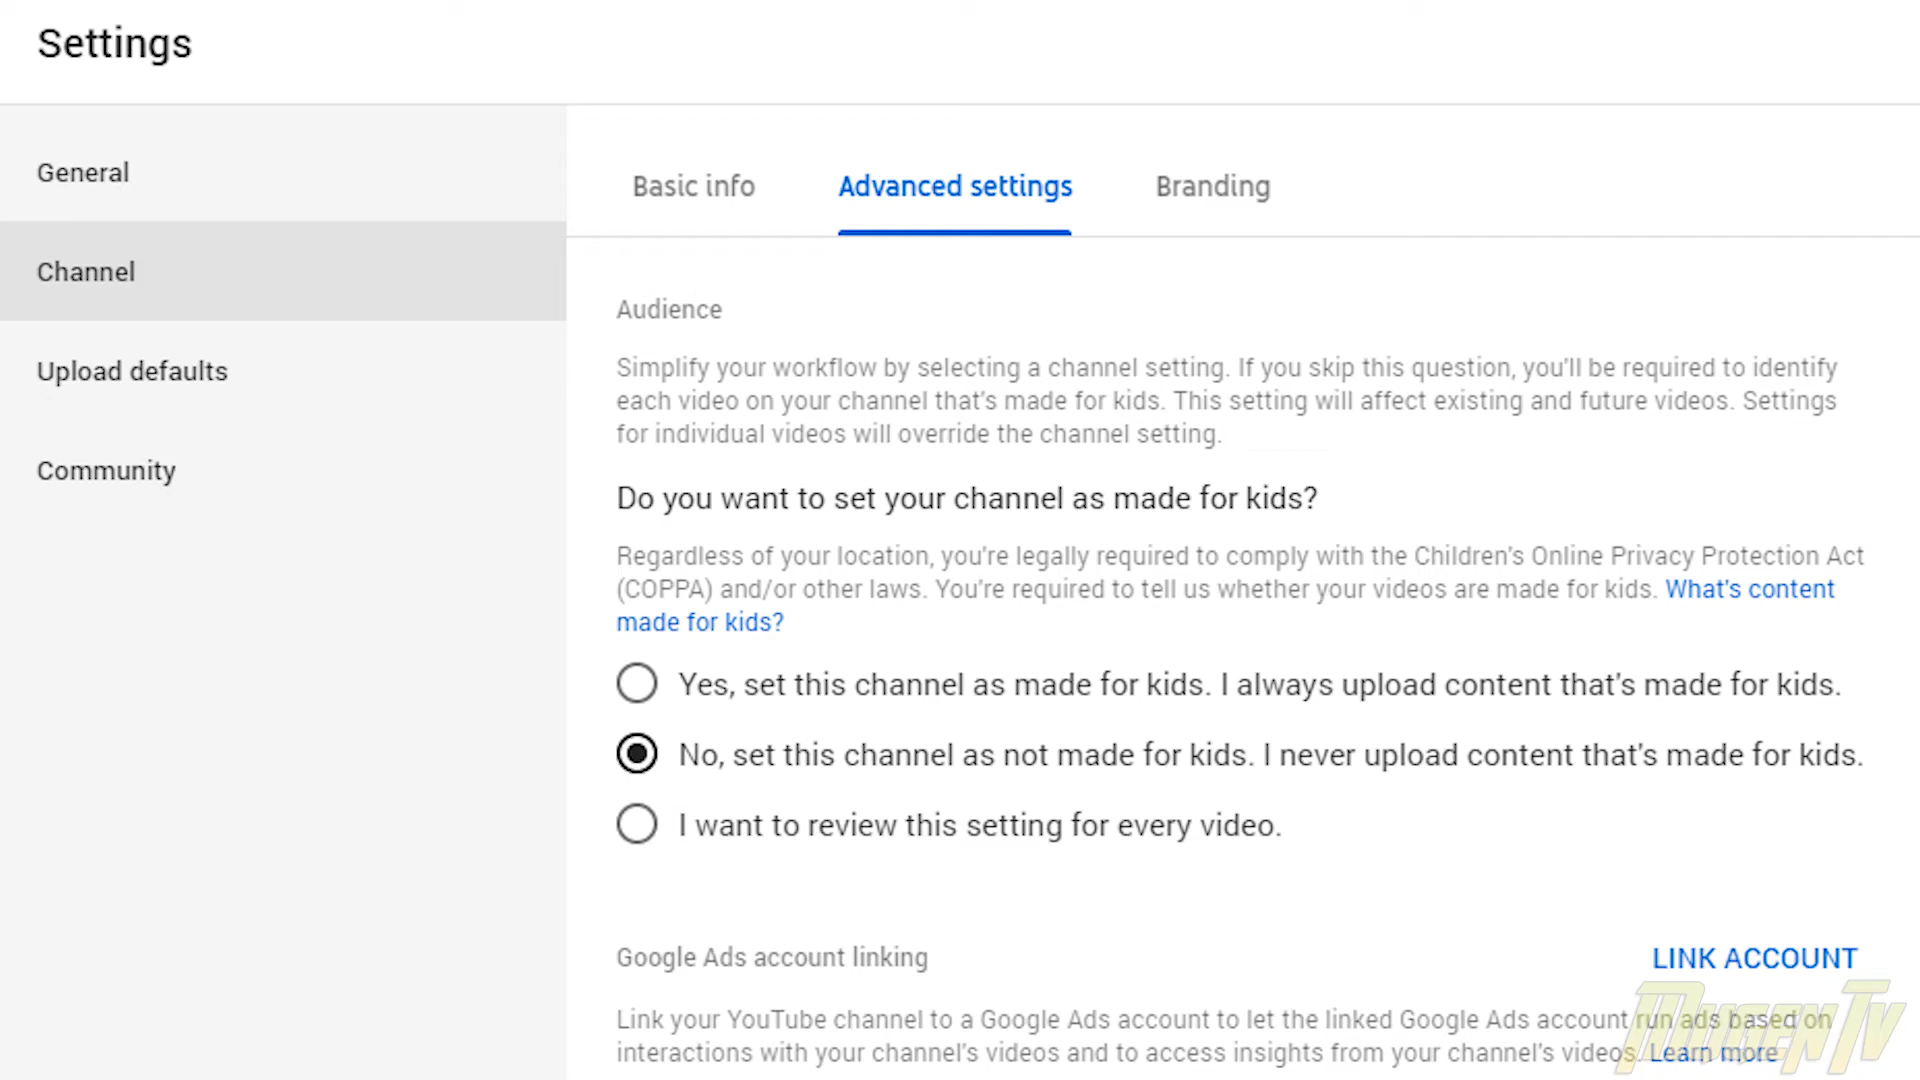 Settings
General
Channel
Upload defaults
Community
Basic info
Advanced settings
Branding
Audience
Simplify your workflow by selecting a channel setting. If you skip this question, you'll be required to identify
each video on your channel that's made for kids. This setting will affect existing and future videos. Settings
for individual videos will override the channel setting.
Do you want to set your channel as made for kids?
Regardless of your location, you're legally required to comply with the Children's Online Privacy Protection Act
(COPPA) and/or other laws. You're required to tell us whether your videos are made for kids. What's content
made for kids?
Yes, set this channel as made for kids. I always upload content that's made for kids.
No, set this channel as not made for kids. I never upload content that's made for kids.
I want to review this setting for every video.
Google Ads account linking
LINK ACCOUNT
Link your YouTube channel to a Google Ads account to let the linked Google Ads account run ads based on
interactions with your channel's videos and to access insights from your channel's videos. Learn more
MugenTv